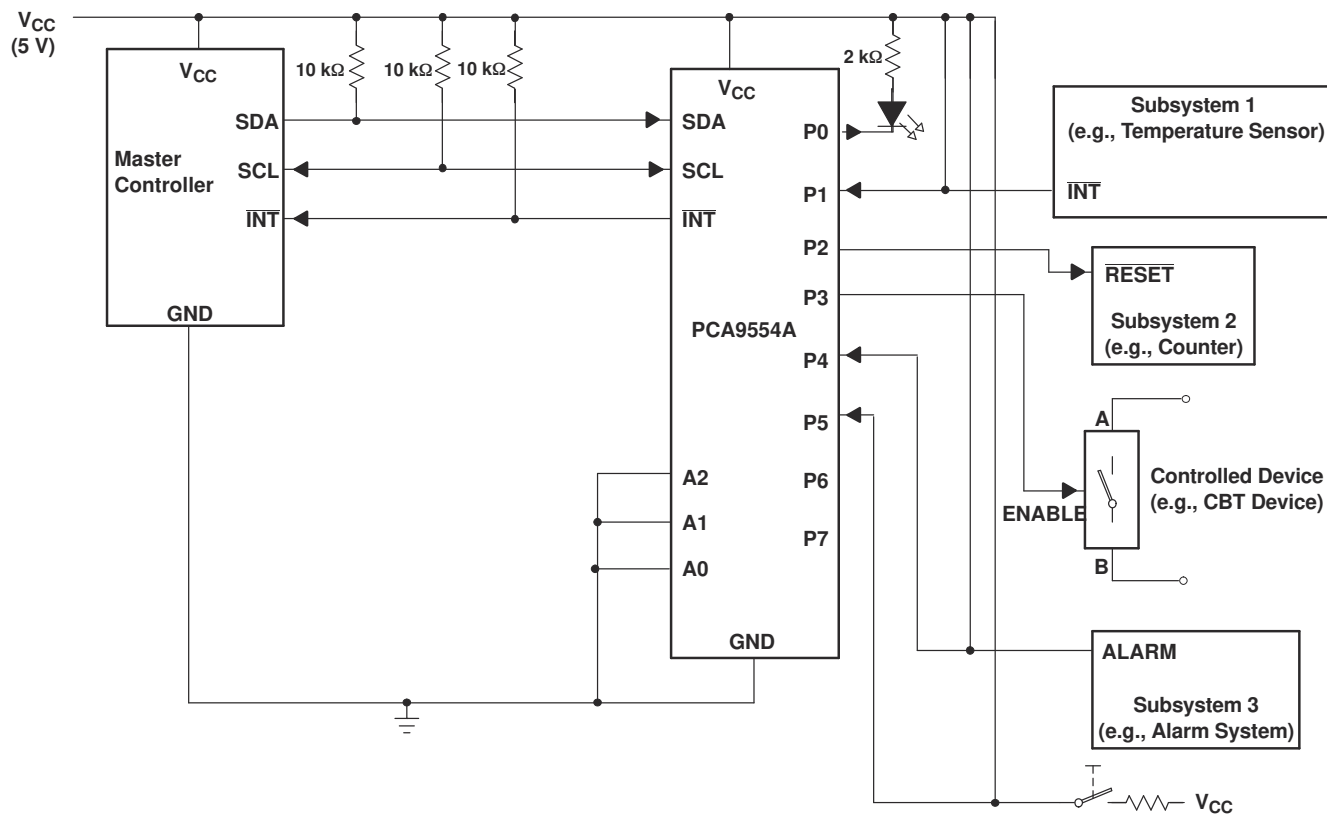 VCC
(5 V)
VCC
10 kΩ
10 kΩ
10 kΩ
2 kΩ
VCC
SDA
SDA
P0
Subsystem 1
(e.g., Temperature Sensor)
Master
Controller
SCL
SCL
P1
INT
INT
INT
P2
RESET
P3
GND
PCA9554A
Subsystem 2
(e.g., Counter)
P4
A
P5
A2
P6
Controlled Device
(e.g., CBT Device)
ENABLE
A1
P7
A0
B
GND
ALARM
Subsystem 3
(e.g., Alarm System)
VCC